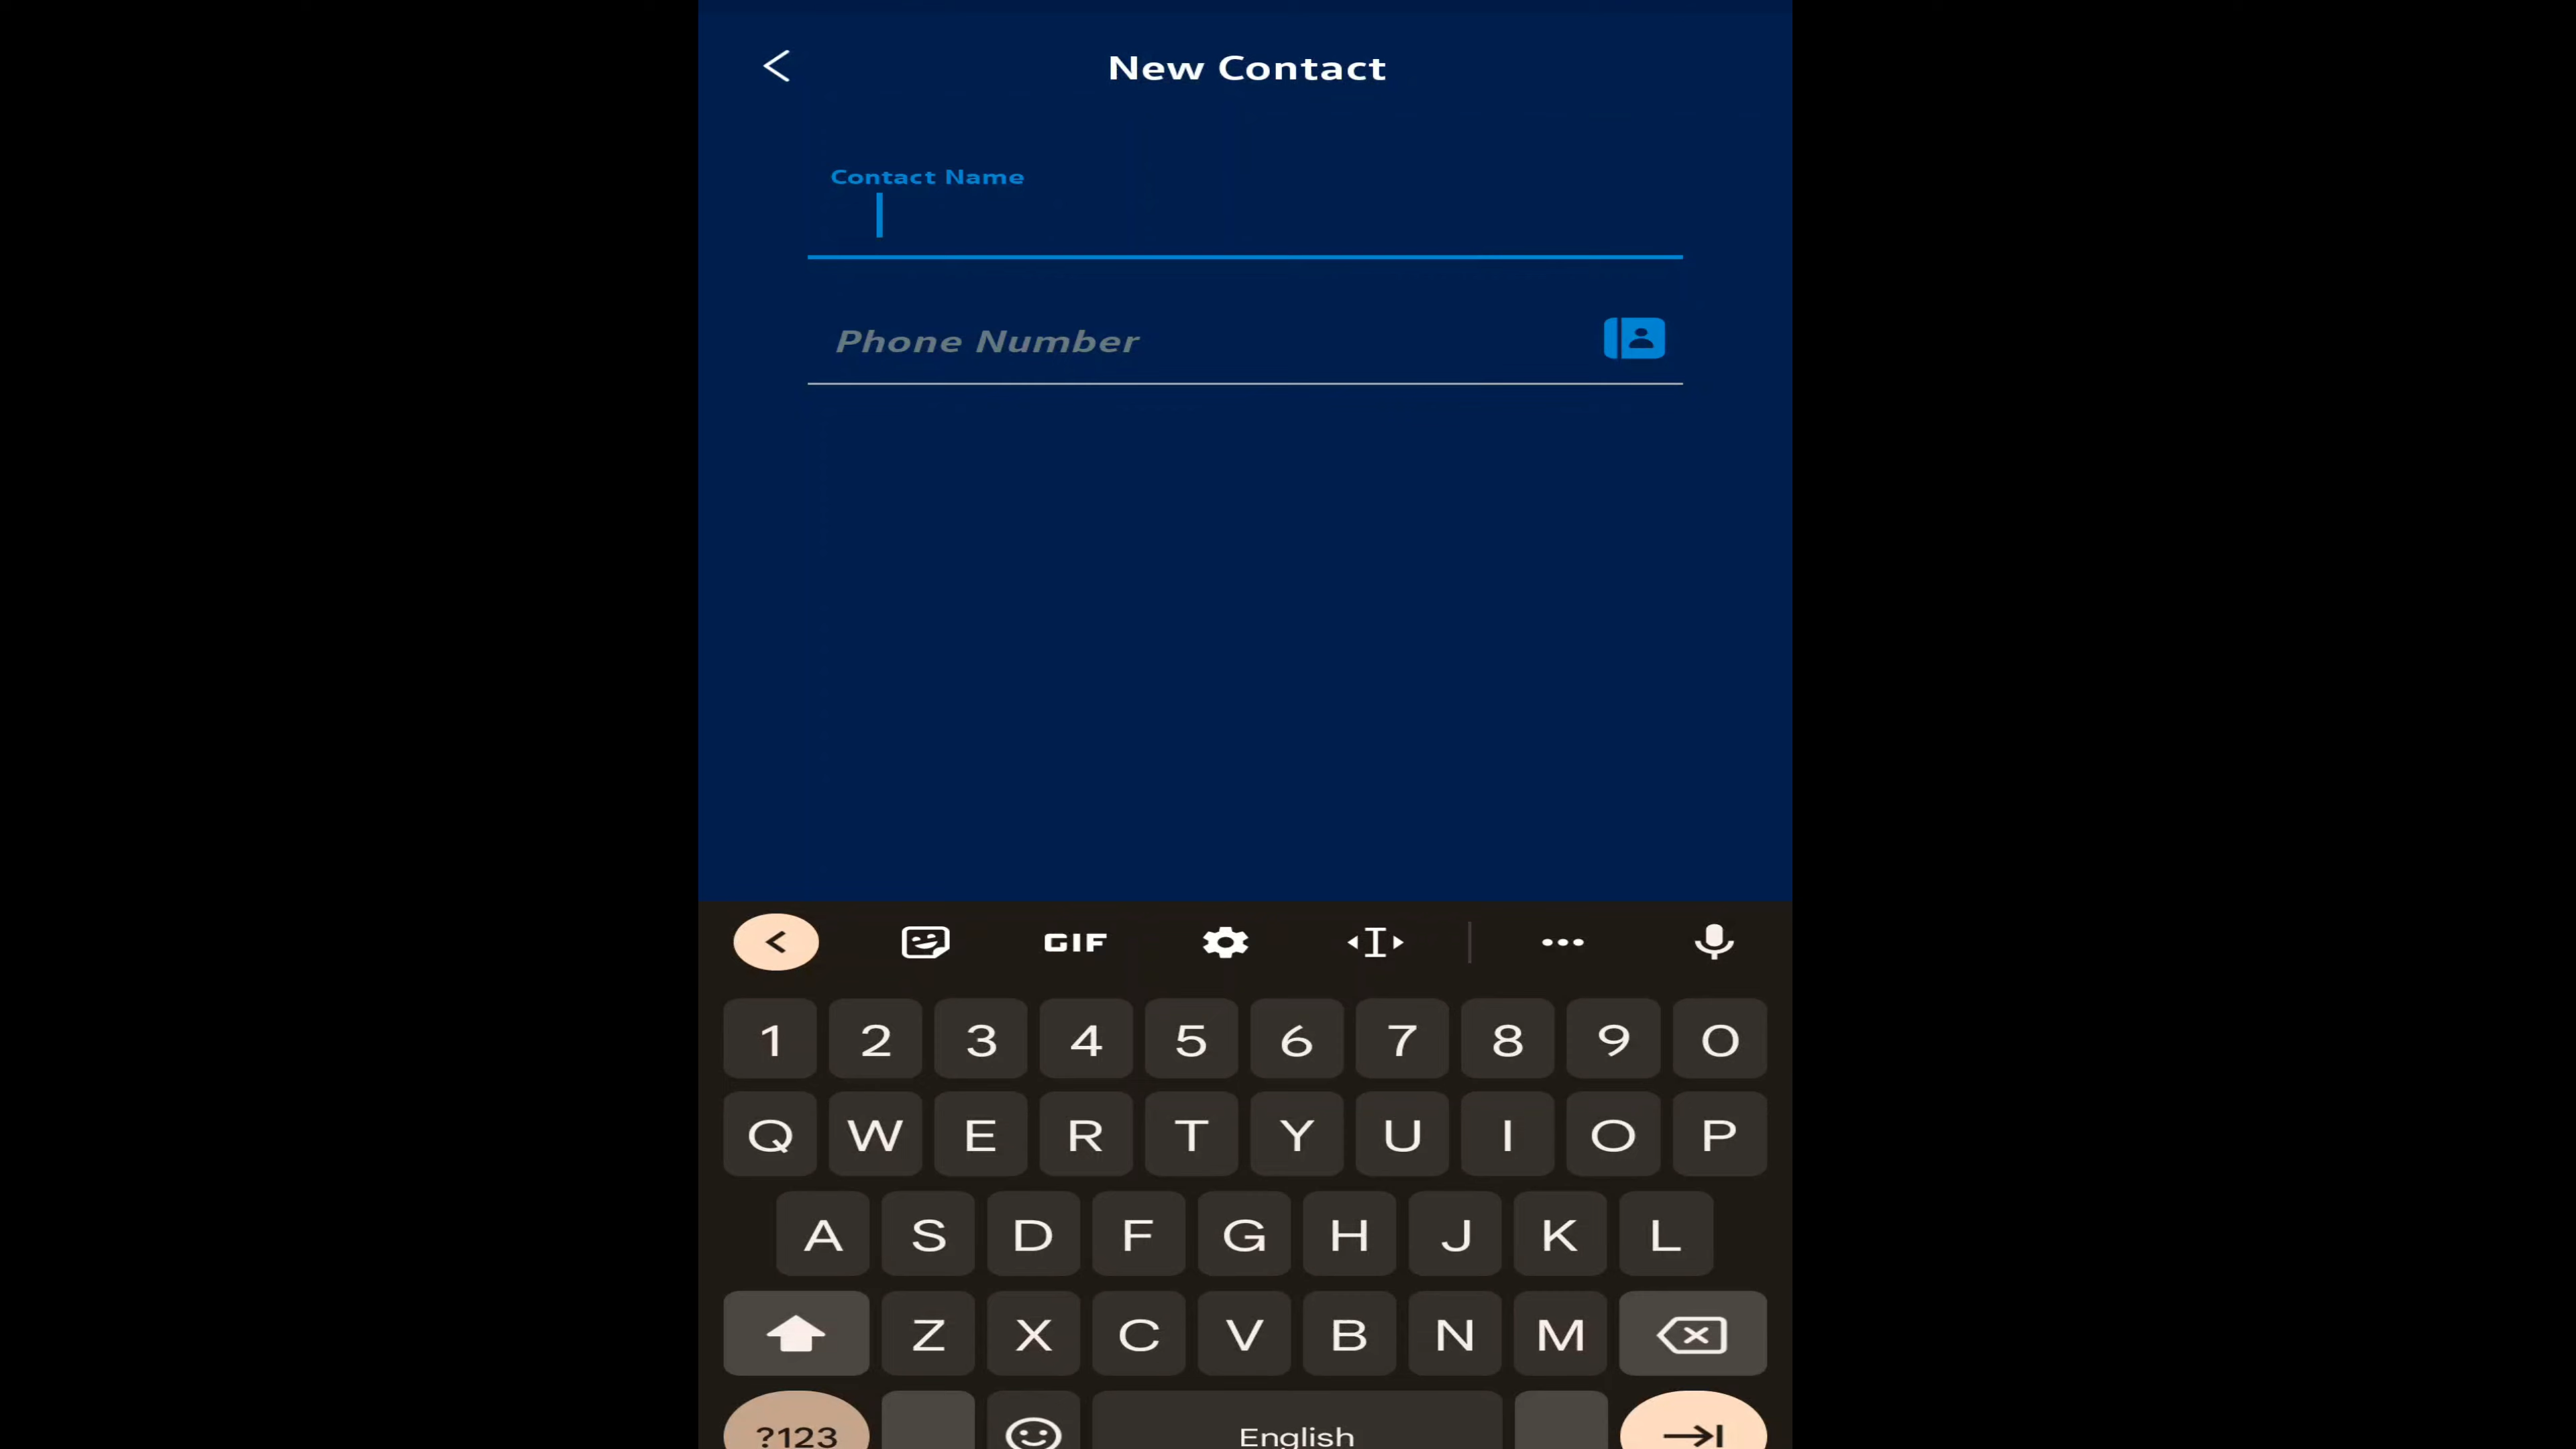 New Contact
Contact Name
Phone Number
GIF
1 2 3 4 5 6 7 8 9 0
Q W E R T Y U I O P
A S D F G H J K L
Z X C V B N M
?123 English